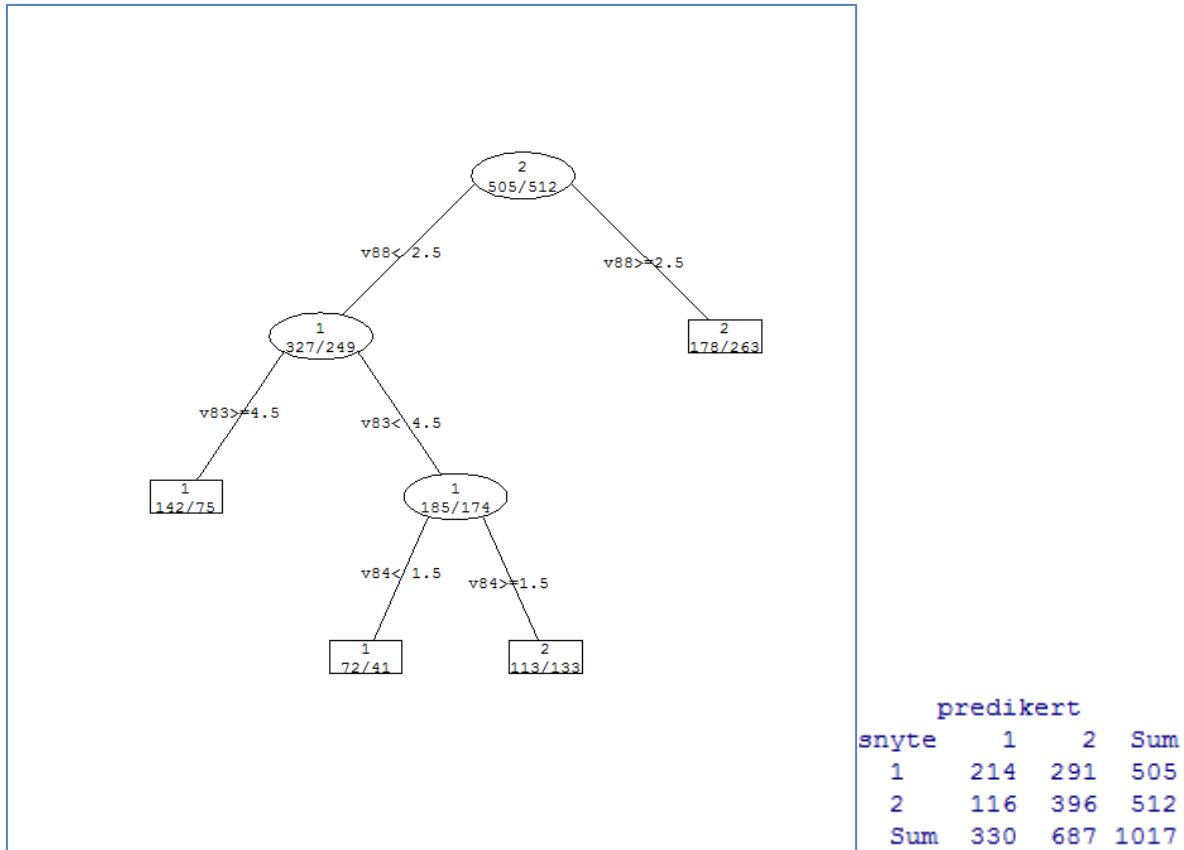 2
505/512
v88< 2.5
v88>=2.5
1
327/249
2
178/263
v83>=4.5
v83< 4.5
1
142/75
1
185/174
v84< 1.5
v84>=1.5
1
72/41
2
113/133
predikert
snyte 1 2 Sum
1 214 291 505
2 116 396 512
Sum 330 687 1017